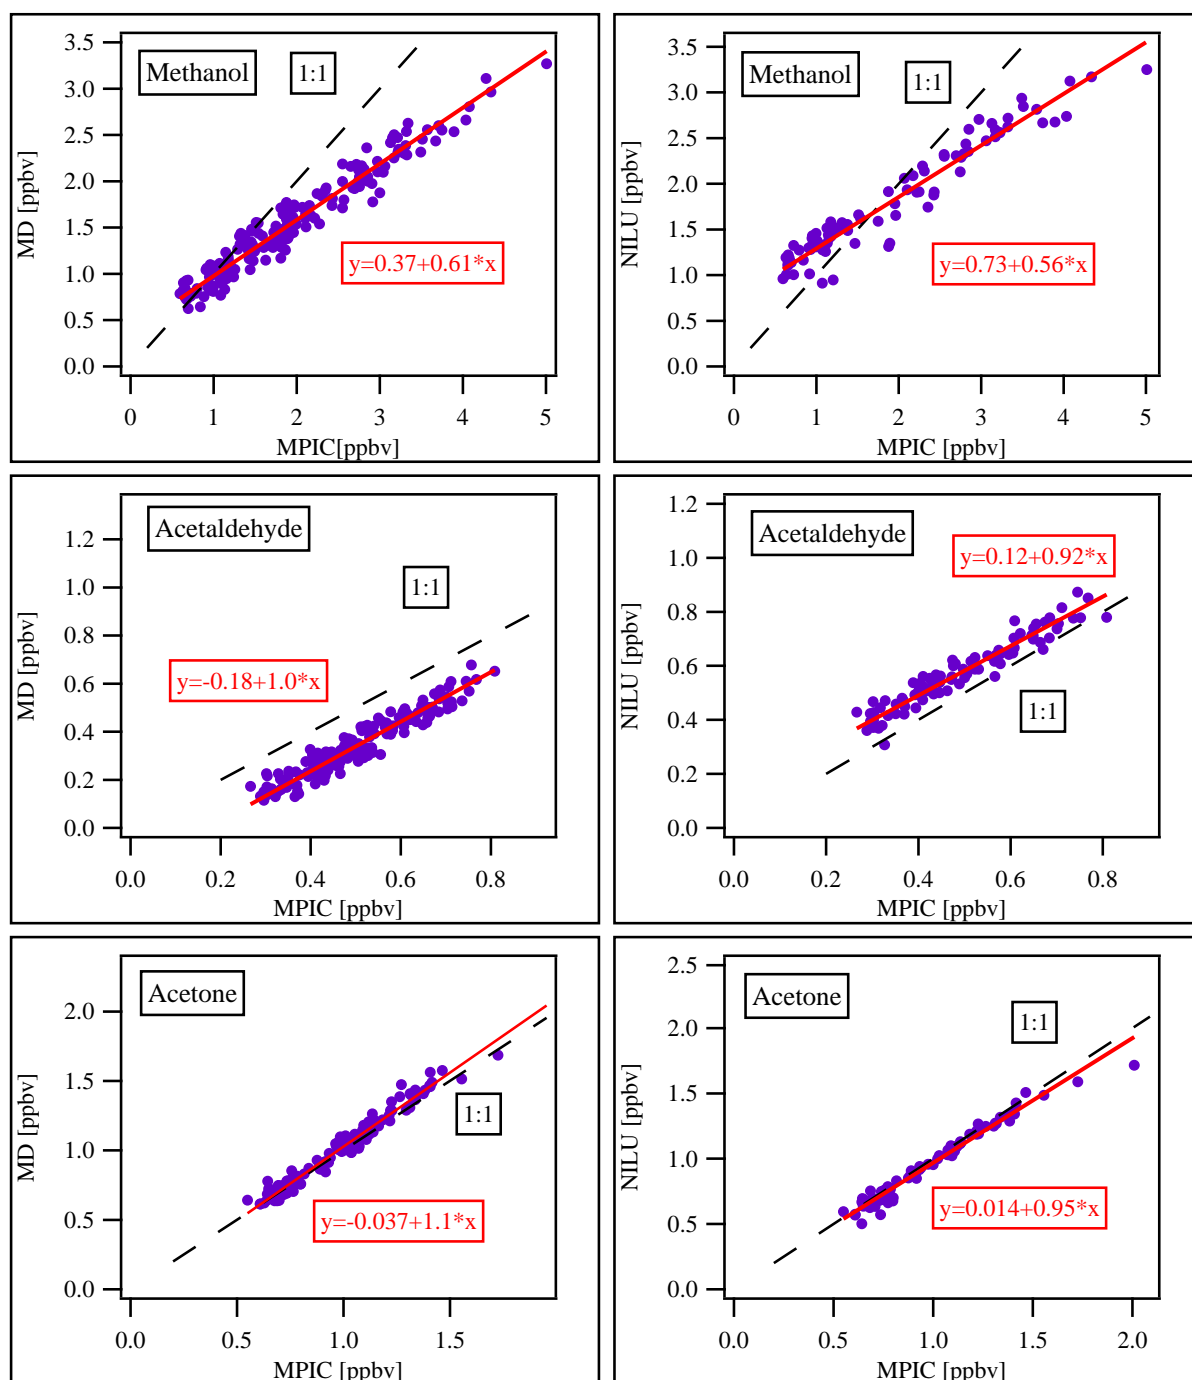 3.5
3.0
2.5
2.0
1.5
1.0
0.5
0.0
MD [ppbv]
Methanol
1:1
y=0.37+0.61*x
0 1 2 3 4 5
MPIC[ppbv]
3.5
3.0
2.5
2.0
1.5
1.0
0.5
0.0
NILU [ppbv]
Methanol
1:1
y=0.73+0.56*x
0 1 2 3 4 5
MPIC [ppbv]
1.2
1.0
0.8
0.6
0.4
0.2
0.0
MD [ppbv]
Acetaldehyde
1:1
y=-0.18+1.0*x
0.0 0.2 0.4 0.6 0.8
MPIC [ppbv]
1.2
1.0
0.8
0.6
0.4
0.2
0.0
NILU [ppbv]
Acetaldehyde
y=0.12+0.92*x
1:1
0.0 0.2 0.4 0.6 0.8
MPIC [ppbv]
2.0
1.5
1.0
0.5
0.0
MD [ppbv]
Acetone
1:1
y=-0.037+1.1*x
0.0 0.5 1.0 1.5
MPIC [ppbv]
2.5
2.0
1.5
1.0
0.5
0.0
NILU [ppbv]
Acetone
1:1
y=0.014+0.95*x
0.0 0.5 1.0 1.5 2.0
MPIC [ppbv]